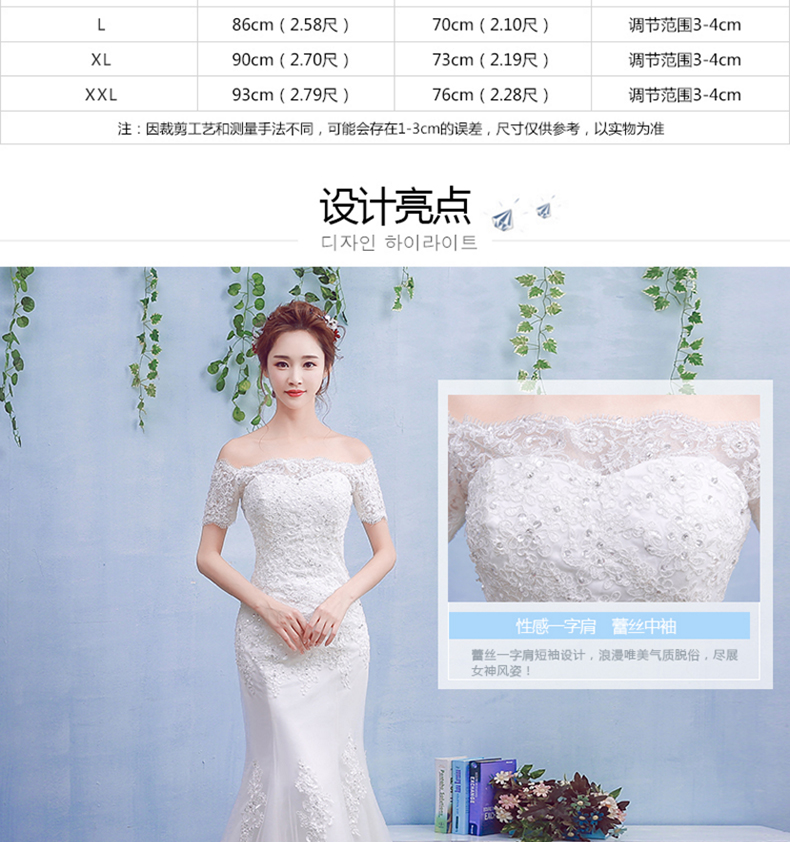 L 86cm（2.58尺） 70cm（2.10尺） 调节范围3-4cm
XL 90cm（2.70尺） 73cm（2.19尺） 调节范围3-4cm
XXL 93cm（2.79尺） 76cm（2.28尺） 调节范围3-4cm
注：因裁剪工艺和测量手法不同，可能会存在1-3cm的误差，尺寸仅供参考，以实物为准
设计亮点
디자인 하이라이트
性感一字肩 蕾丝中袖
蕾丝一字肩短袖设计，浪漫唯美气质脱俗，尽展
女神风姿！
EXCHANGE